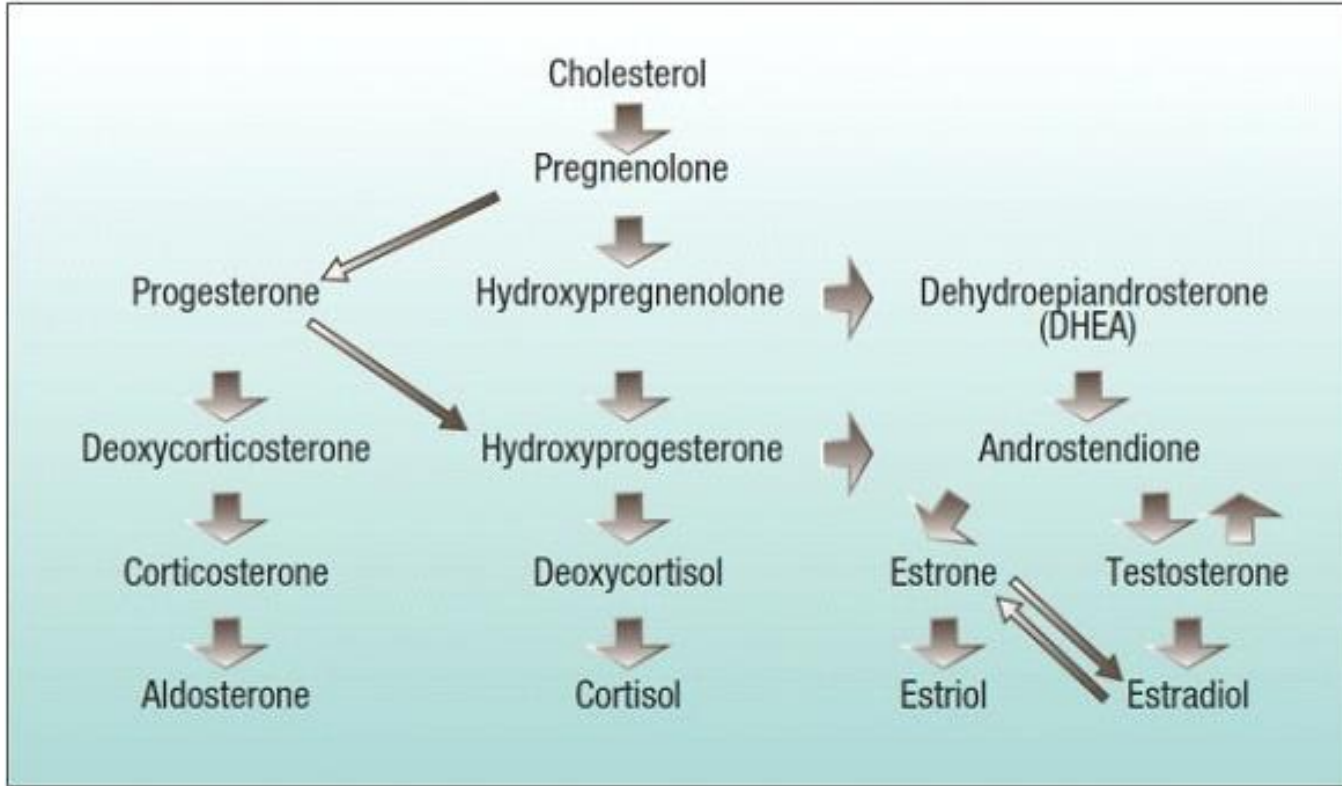 Cholesterol
Pregnenolone
Progesterone
Hydroxypregnenolone
Dehydroepiandrosterone
(DHEA)
Deoxycorticosterone
Hydroxyprogesterone
Androstendione
Corticosterone
Deoxycortisol
Estrone
Testosterone
Aldosterone
Cortisol
Estriol
Estradiol